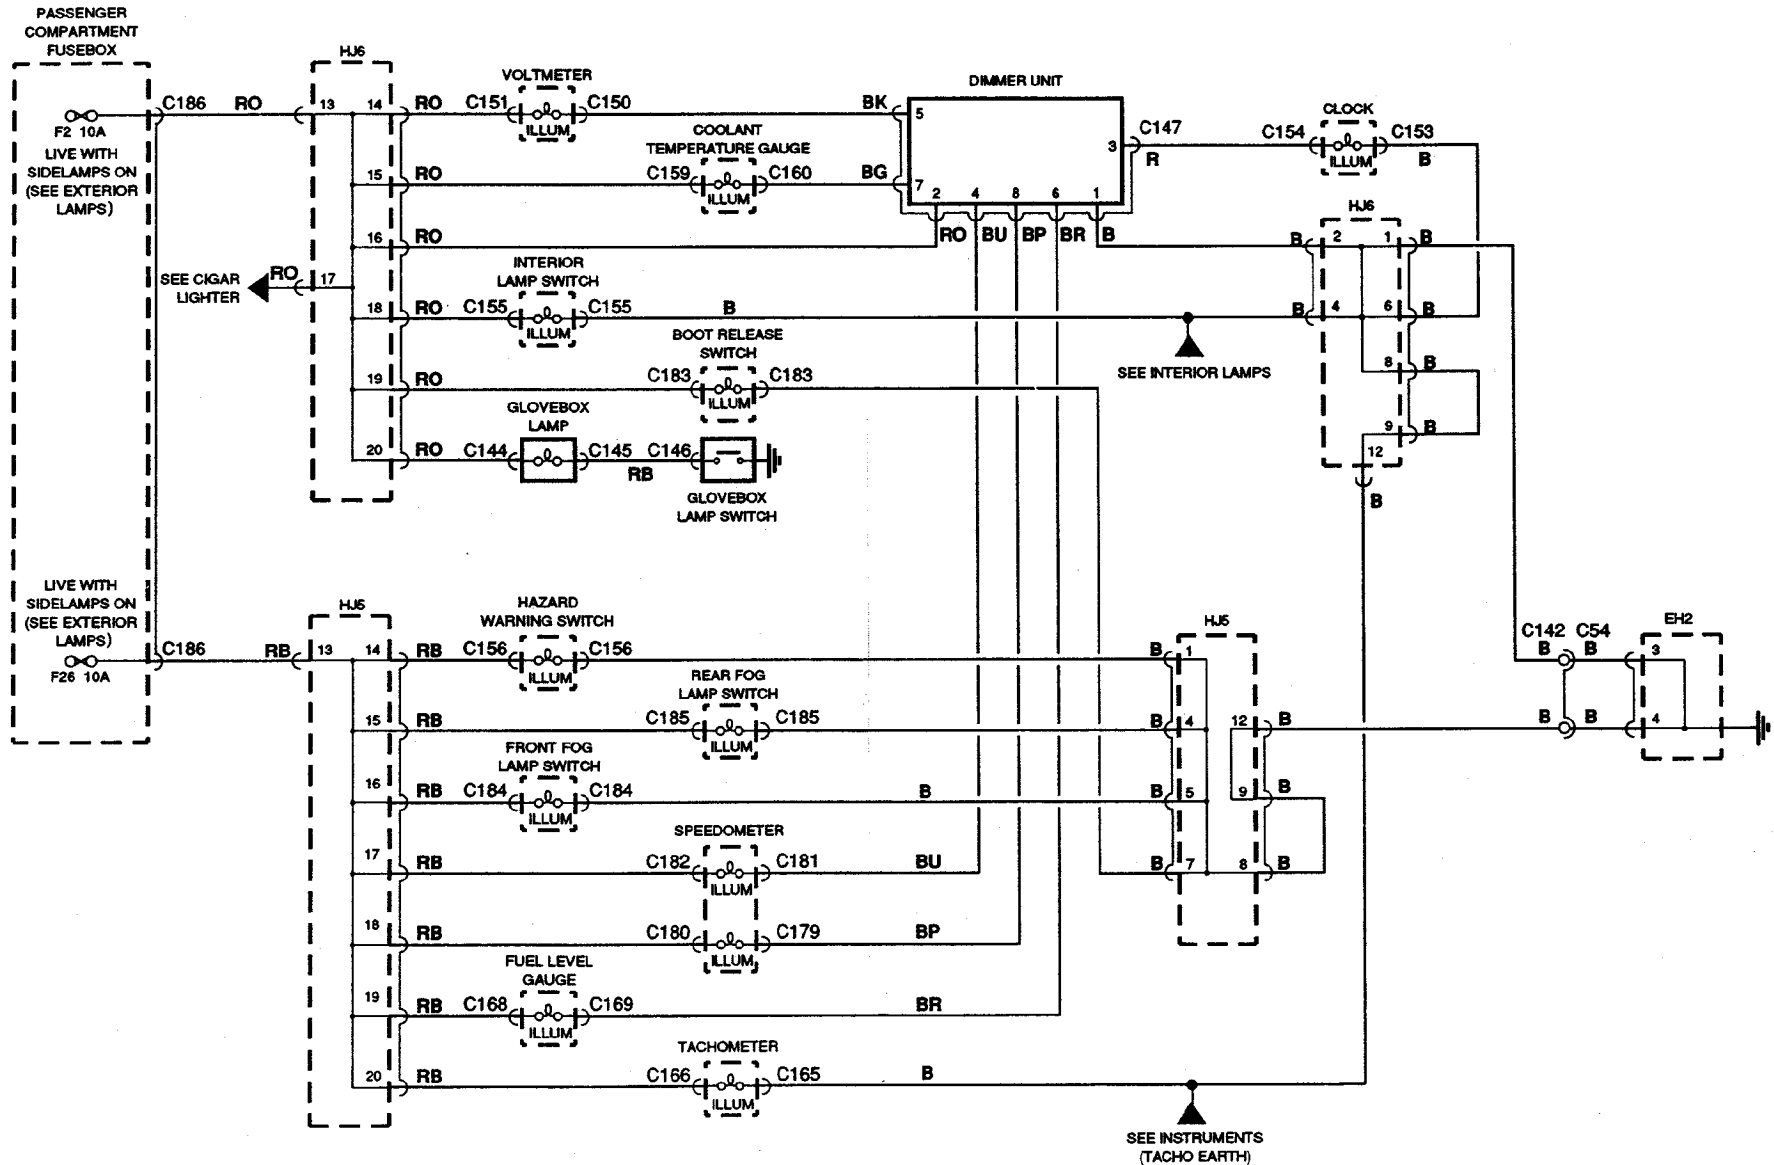 PASSENGER
COMPARTMENT
FUSEBOX
F2 10A
LIVE WITH
SIDELAMPS ON
(SEE EXTERIOR
LAMPS)
C186 RO
HJ6
13 14 RO C151
VOLTMETER
ILLUM
C150 BK 5
DIMMER UNIT
15 RO C159
COOLANT
TEMPERATURE GAUGE
ILLUM
C160 BG 7
3 C147
R
C154
CLOCK
ILLUM
C153
B
2 4 8 6 1
RO BU BP BR B
16 RO
SEE CIGAR
LIGHTER
RO 17
18 RO C155
INTERIOR
LAMP SWITCH
ILLUM
C155 B
SEE INTERIOR LAMPS
19 RO C183
BOOT RELEASE
SWITCH
ILLUM
C183
20 RO C144
GLOVEBOX
LAMP
C145 RB C146
GLOVEBOX
LAMP SWITCH
HJ6
B 2 1 B
B 4 6 B
8 B
9 B
12
B
LIVE WITH
SIDELAMPS ON
(SEE EXTERIOR
LAMPS)
F26 10A
C186 RB
HJ5
13 14 RB C156
HAZARD
WARNING SWITCH
ILLUM
C156
15 RB C185
REAR FOG
LAMP SWITCH
ILLUM
C185
16 RB C184
FRONT FOG
LAMP SWITCH
ILLUM
C184 B
17 RB C182
SPEEDOMETER
ILLUM
C181 BU
18 RB C180
ILLUM
C179 BP
19 RB C168
FUEL LEVEL
GAUGE
ILLUM
C169 BR
20 RB C166
TACHOMETER
ILLUM
C165 B
SEE INSTRUMENTS
(TACHO EARTH)
HJ5
B 1
B 4 12 B
B 5 9 B
B 7 8 B
C142 C54
B B 3
B B 4
EH2